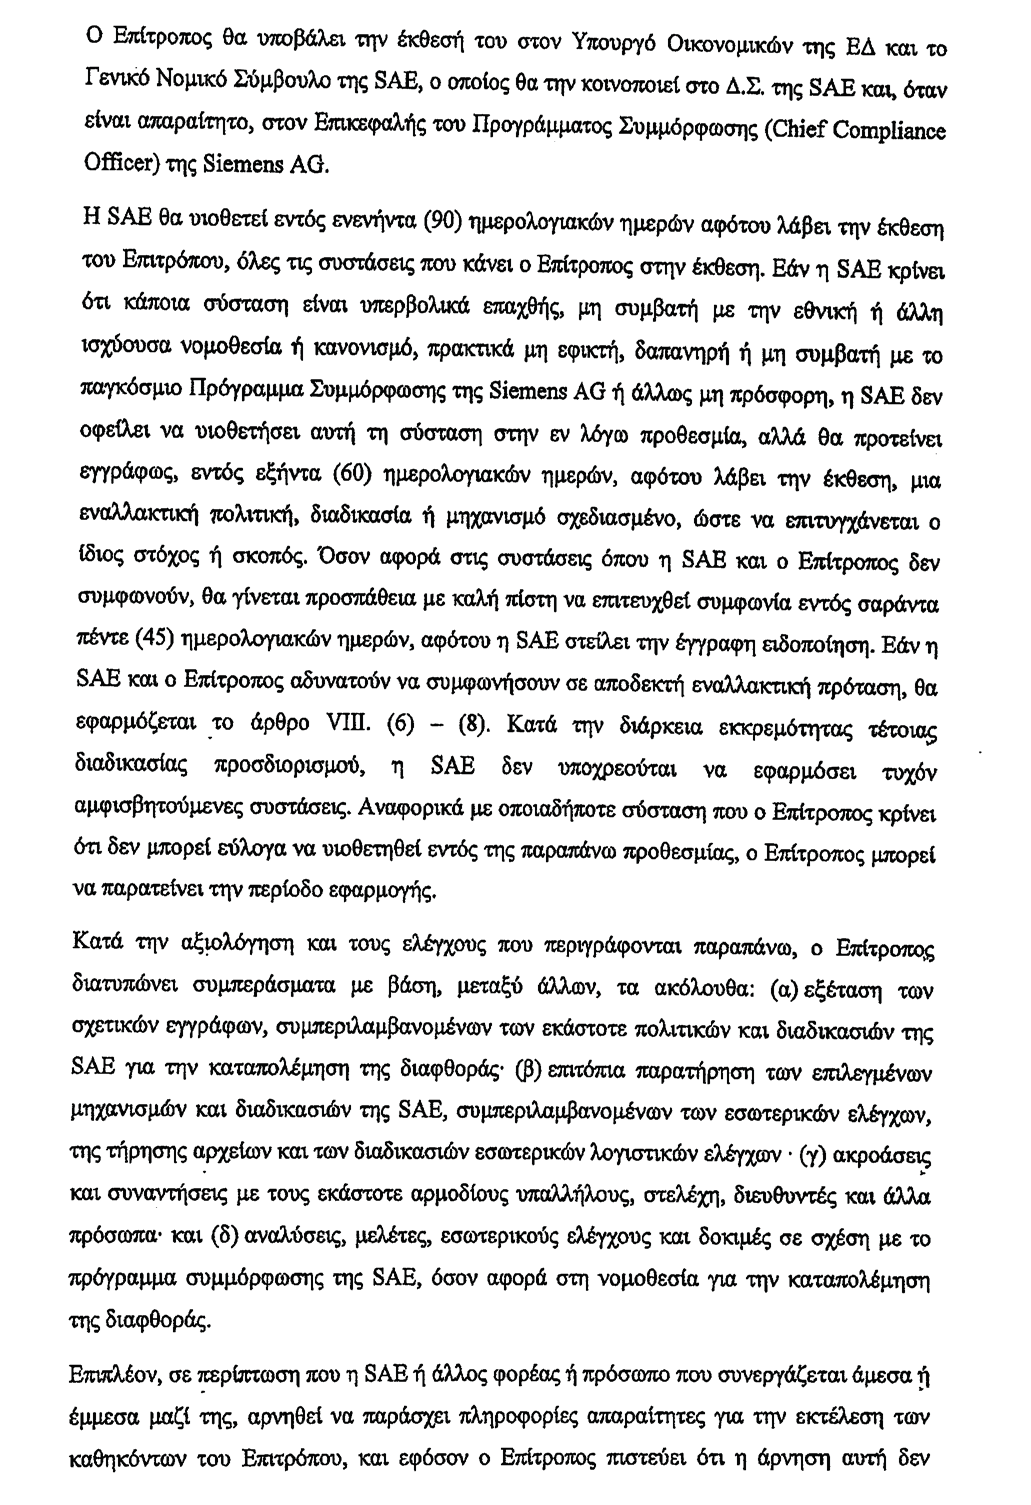 Ο Επίτροπος θα υποβάλει την έκθεσή του στον Υπουργό Οικονομικών της ΕΔ και το
Γενικό Νομικό Σύμβουλο της SAE, ο οποίος θα την κοινοποιεί στο Δ.Σ. της SAE και, όταν
είναι απαραίτητο, στον Επικεφαλής του Προγράμματος Συμμόρφωσης (Chief Compliance
Officer) της Siemens AG.
Η SAE θα υιοθετεί εντός ενενήντα (90) ημερολογιακών ημερών αφότου λάβει την έκθεση
του Επιτρόπου, όλες τις συστάσεις που κάνει ο Επίτροπος στην έκθεση. Εάν η SAE κρίνει
ότι κάποια σύσταση είναι υπερβολικά επαχθής, μη συμβατή με την εθνική ή άλλη
ισχύουσα νομοθεσία ή κανονισμό, πρακτικά μη εφικτή, δαπανηρή ή μη συμβατή με το
παγκόσμιο Πρόγραμμα Συμμόρφωσης της Siemens AG ή άλλως μη πρόσφορη, η SAE δεν
οφείλει να υιοθετήσει αυτή τη σύσταση στην εν λόγω προθεσμία, αλλά θα προτείνει
εγγράφως, εντός εξήντα (60) ημερολογιακών ημερών, αφότου λάβει την έκθεση, μια
εναλλακτική πολιτική, διαδικασία ή μηχανισμό σχεδιασμένο, ώστε να επιτυγχάνεται ο
ίδιος στόχος ή σκοπός. Όσον αφορά στις συστάσεις όπου η SAE και ο Επίτροπος δεν
συμφωνούν, θα γίνεται προσπάθεια με καλή πίστη να επιτευχθεί συμφωνία εντός σαράντα
πέντε (45) ημερολογιακών ημερών, αφότου η SAE στείλει την έγγραφη ειδοποίηση. Εάν η
SAE και ο Επίτροπος αδυνατούν να συμφωνήσουν σε αποδεκτή εναλλακτική πρόταση, θα
εφαρμόζεται το άρθρο VIII. (6) – (8). Κατά την διάρκεια εκκρεμότητας τέτοιας
διαδικασίας προσδιορισμού, η SAE δεν υποχρεούται να εφαρμόσει τυχόν
αμφισβητούμενες συστάσεις. Αναφορικά με οποιαδήποτε σύσταση που ο Επίτροπος κρίνει
ότι δεν μπορεί εύλογα να υιοθετηθεί εντός της παραπάνω προθεσμίας, ο Επίτροπος μπορεί
να παρατείνει την περίοδο εφαρμογής.
Κατά την αξιολόγηση και τους ελέγχους που περιγράφονται παραπάνω, ο Επίτροπος
διατυπώνει συμπεράσματα με βάση, μεταξύ άλλων, τα ακόλουθα: (α) εξέταση των
σχετικών εγγράφων, συμπεριλαμβανομένων των εκάστοτε πολιτικών και διαδικασιών της
SAE για την καταπολέμηση της διαφθοράς· (β) επιτόπια παρατήρηση των επιλεγμένων
μηχανισμών και διαδικασιών της SAE, συμπεριλαμβανομένων των εσωτερικών ελέγχων,
της τήρησης αρχείων και των διαδικασιών εσωτερικών λογιστικών ελέγχων · (γ) ακροάσεις
και συναντήσεις με τους εκάστοτε αρμοδίους υπαλλήλους, στελέχη, διευθυντές και άλλα
πρόσωπα· και (δ) αναλύσεις, μελέτες, εσωτερικούς ελέγχους και δοκιμές σε σχέση με το
πρόγραμμα συμμόρφωσης της SAE, όσον αφορά στη νομοθεσία για την καταπολέμηση
της διαφθοράς.
Επιπλέον, σε περίπτωση που η SAE ή άλλος φορέας ή πρόσωπο που συνεργάζεται άμεσα ή
έμμεσα μαζί της, αρνηθεί να παράσχει πληροφορίες απαραίτητες για την εκτέλεση των
καθηκόντων του Επιτρόπου, και εφόσον ο Επίτροπος πιστεύει ότι η άρνηση αυτή δεν